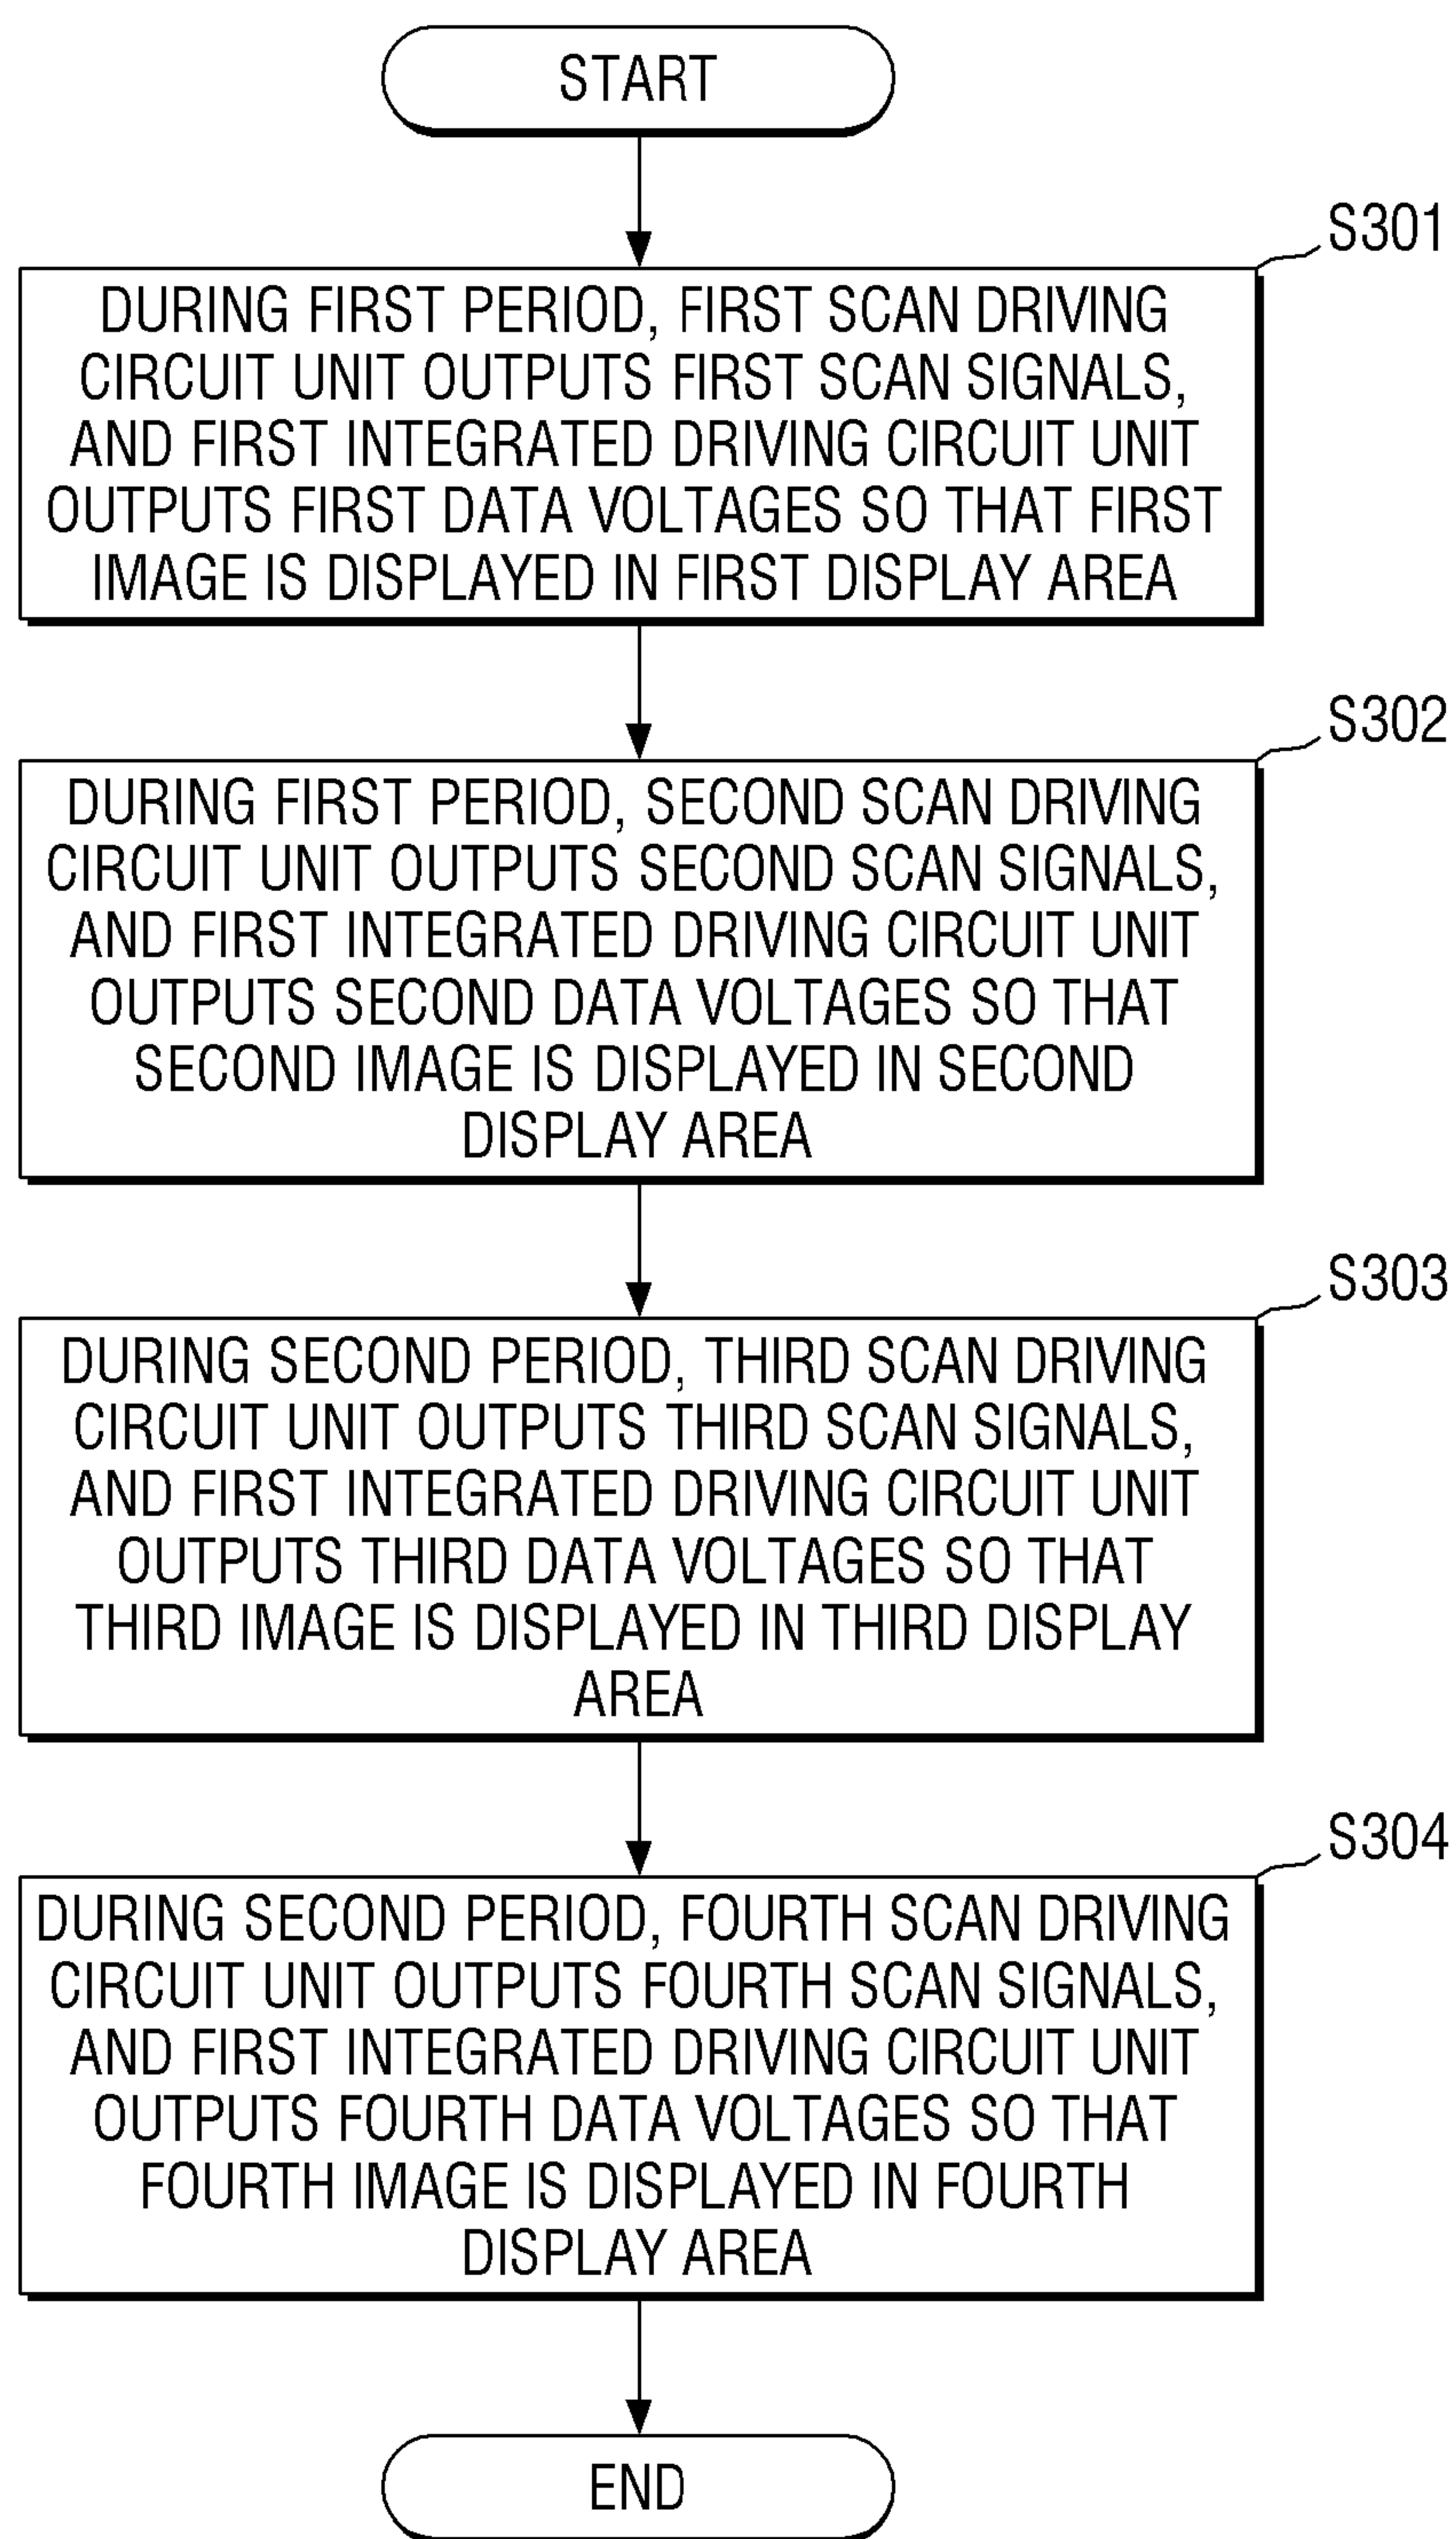 START
S301
DURING FIRST PERIOD, FIRST SCAN DRIVING
CIRCUIT UNIT OUTPUTS FIRST SCAN SIGNALS,
AND FIRST INTEGRATED DRIVING CIRCUIT UNIT
OUTPUTS FIRST DATA VOLTAGES SO THAT FIRST
IMAGE IS DISPLAYED IN FIRST DISPLAY AREA
S302
DURING FIRST PERIOD, SECOND SCAN DRIVING
CIRCUIT UNIT OUTPUTS SECOND SCAN SIGNALS,
AND FIRST INTEGRATED DRIVING CIRCUIT UNIT
OUTPUTS SECOND DATA VOLTAGES SO THAT
SECOND IMAGE IS DISPLAYED IN SECOND
DISPLAY AREA
S303
DURING SECOND PERIOD, THIRD SCAN DRIVING
CIRCUIT UNIT OUTPUTS THIRD SCAN SIGNALS,
AND FIRST INTEGRATED DRIVING CIRCUIT UNIT
OUTPUTS THIRD DATA VOLTAGES SO THAT
THIRD IMAGE IS DISPLAYED IN THIRD DISPLAY
AREA
S304
DURING SECOND PERIOD, FOURTH SCAN DRIVING
CIRCUIT UNIT OUTPUTS FOURTH SCAN SIGNALS,
AND FIRST INTEGRATED DRIVING CIRCUIT UNIT
OUTPUTS FOURTH DATA VOLTAGES SO THAT
FOURTH IMAGE IS DISPLAYED IN FOURTH
DISPLAY AREA
END